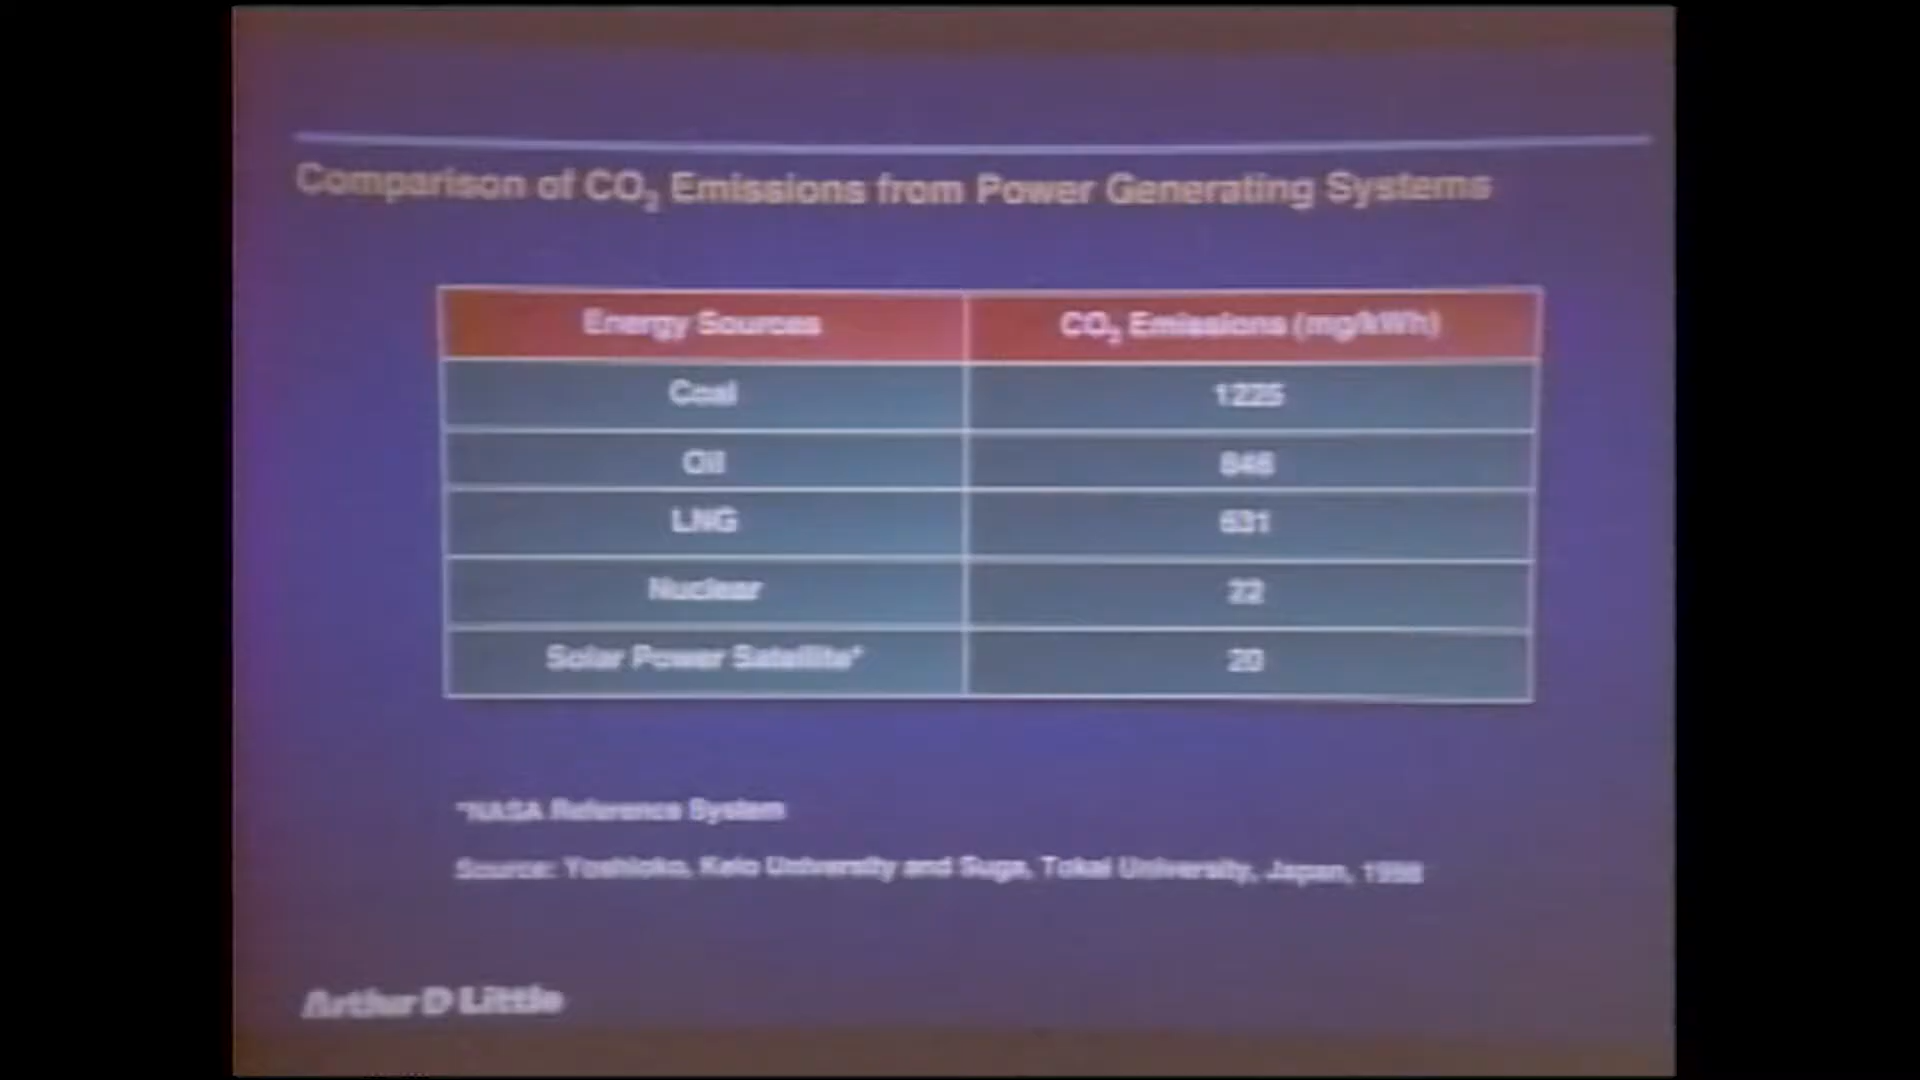 Comparison of CO₂ Emissions from Power Generating Systems
Energy Sources CO₂ Emissions (mg/kWh)
Coal 1225
Oil 846
LNG 631
Nuclear 22
Solar Power Satellite* 20
*NASA Reference System
Source: Yoshioko, Keio University and Suga, Tokai University, Japan, 1998
Arthur D Little